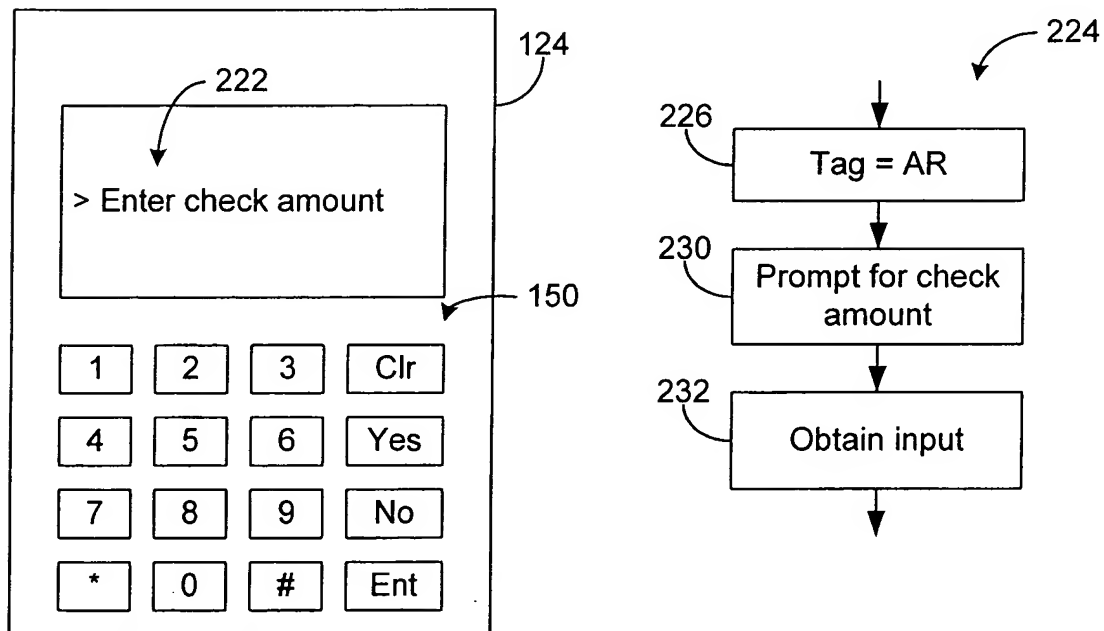 124
222
> Enter check amount
150
1 2 3 Clr
4 5 6 Yes
7 8 9 No
* 0 # Ent
224
226
Tag = AR
230
Prompt for check
amount
232
Obtain input